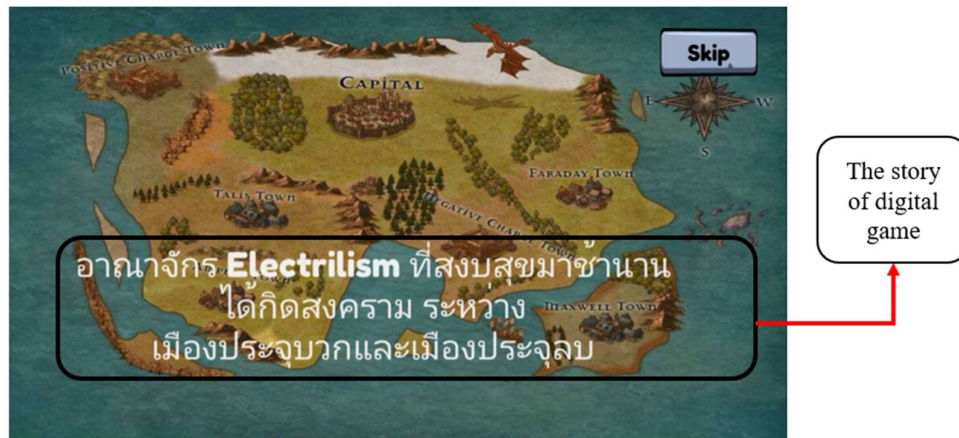 POSITIVE CHARGE TOWN
CAPITAL
Skip
E
W
S
TALIS TOWN
FARADAY TOWN
NEGATIVE CHARGE TOWN
อาณาจักร Electrilism ที่สงบสุขมาช้านาน
ได้กิดสงคราม ระหว่าง
MAXWELL TOWN
เมืองประจุบวกและเมืองประจุลบ
The story
of digital
game